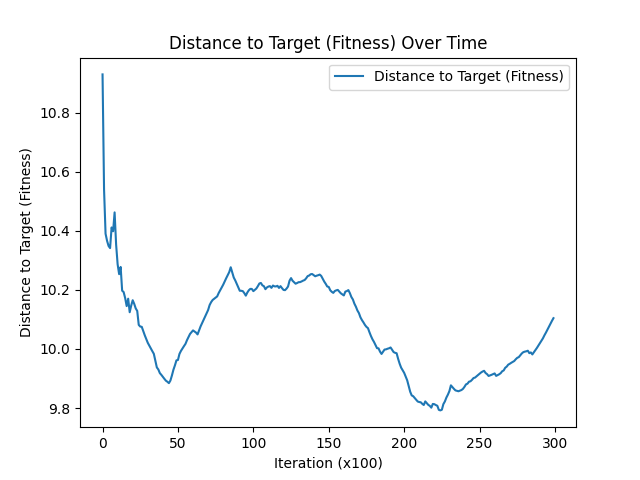 Distance to Target (Fitness) Over Time
Distance to Target (Fitness)
Distance to Target (Fitness)
10.8
10.6
10.4
10.2
10.0
9.8
0 50 100 150 200 250 300
Iteration (x100)